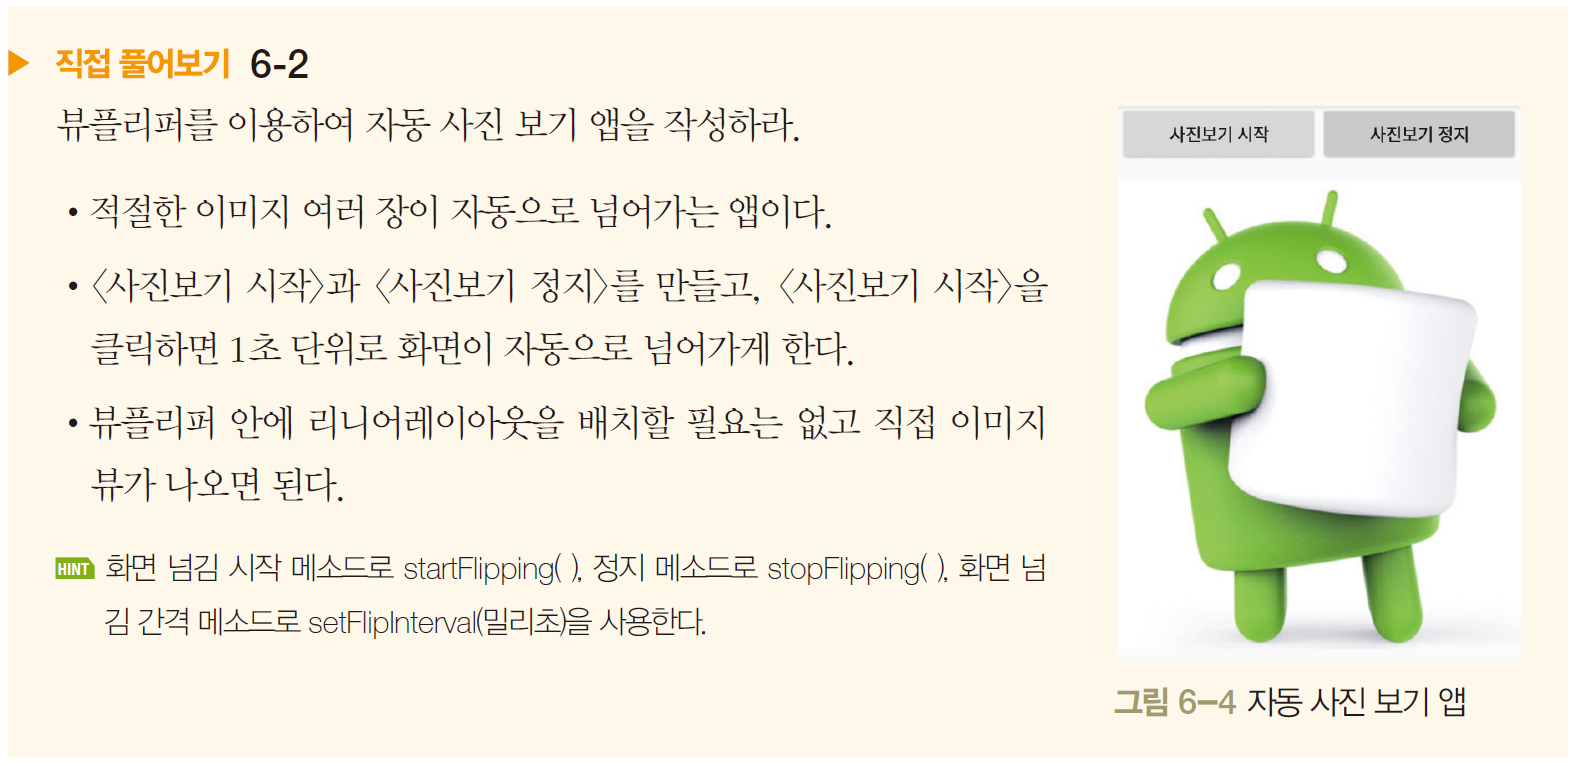 직접 풀어보기 6-2
뷰플리퍼를 이용하여 자동 사진 보기 앱을 작성하라.
• 적절한 이미지 여러 장이 자동으로 넘어가는 앱이다.
• 〈사진보기 시작〉과 〈사진보기 정지〉를 만들고, 〈사진보기 시작〉을
클릭하면 1초 단위로 화면이 자동으로 넘어가게 한다.
• 뷰플리퍼 안에 리니어레이아웃을 배치할 필요는 없고 직접 이미지
뷰가 나오면 된다.
HINT 화면 넘김 시작 메소드로 startFlipping( ), 정지 메소드로 stopFlipping( ), 화면 넘
김 간격 메소드로 setFlipInterval(밀리초)을 사용한다.
사진보기 시작 사진보기 정지
그림 6–4 자동 사진 보기 앱